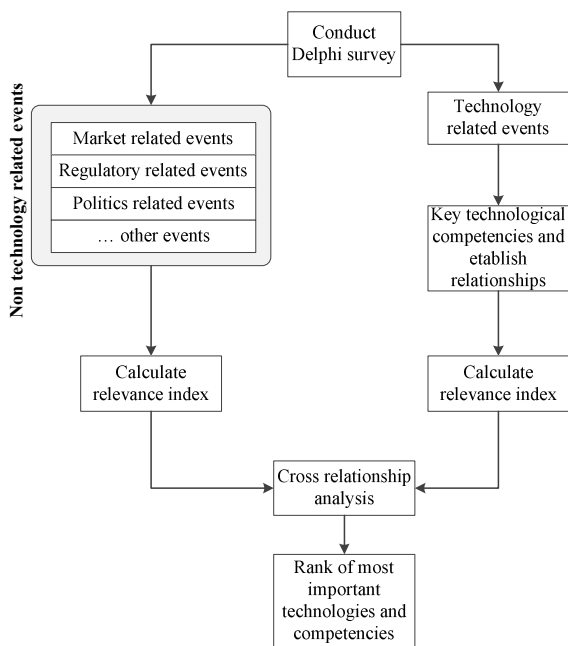 Conduct
Delphi survey
Non technology related events
Market related events
Regulatory related events
Politics related events
… other events
Technology
related events
Key technological
competencies and
etablish
relationships
Calculate
relevance index
Calculate
relevance index
Cross relationship
analysis
Rank of most
important
technologies and
competencies